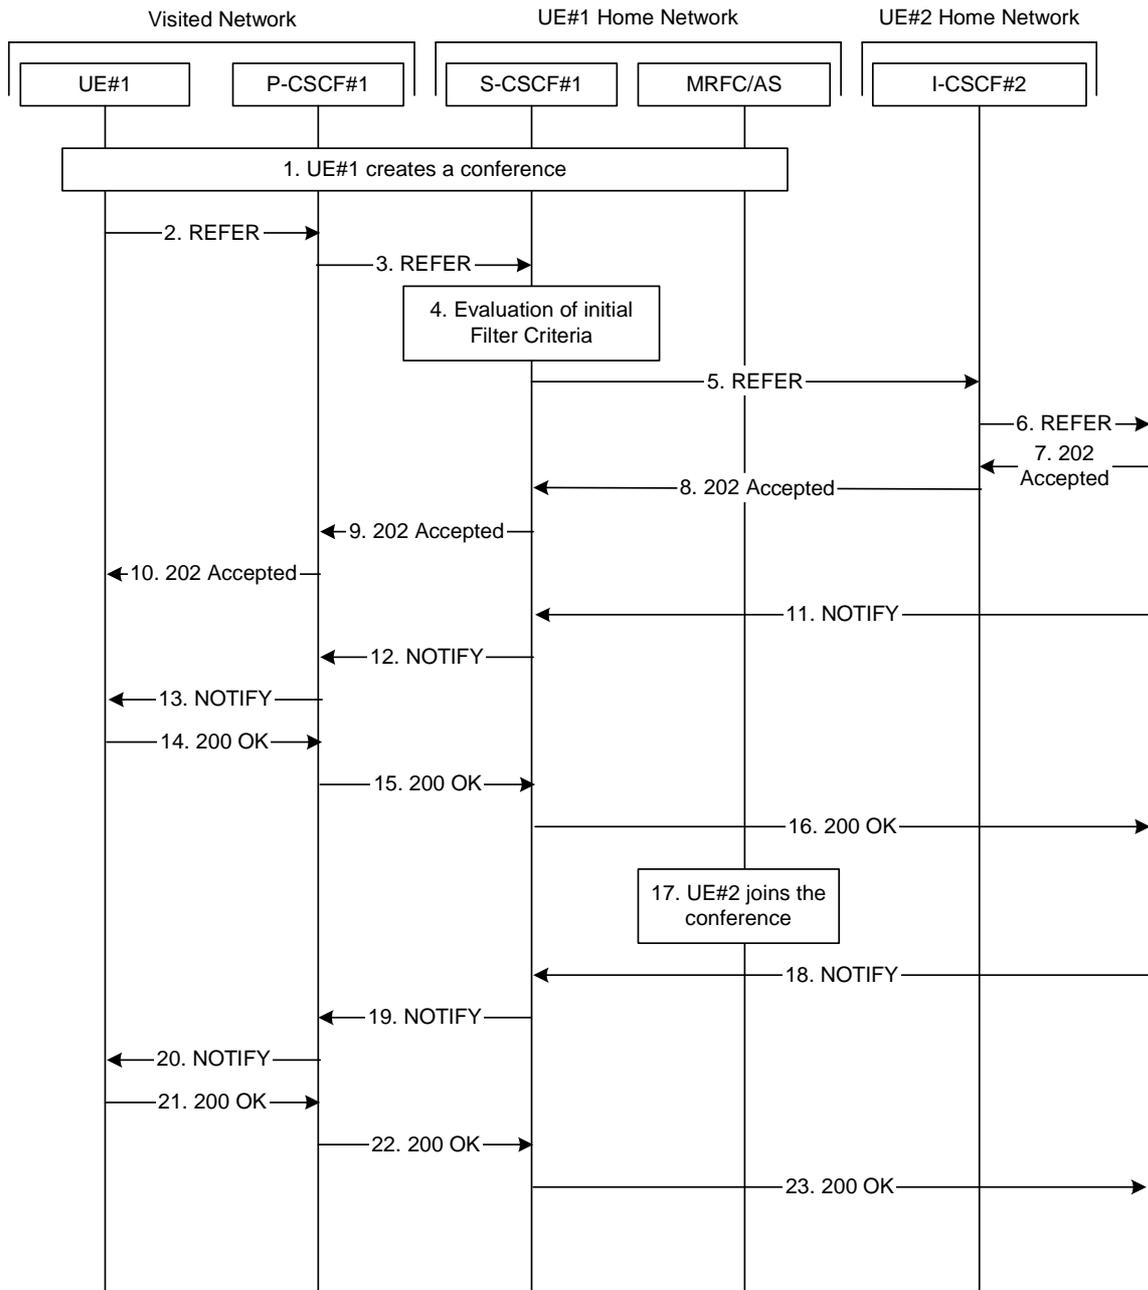 Visited Network
UE#1 Home Network
UE#2 Home Network
UE#1
P-CSCF#1
S-CSCF#1
MRFC/AS
I-CSCF#2
1. UE#1 creates a conference
2. REFER
3. REFER
4. Evaluation of initial
Filter Criteria
5. REFER
6. REFER
7. 202
Accepted
8. 202 Accepted
9. 202 Accepted
10. 202 Accepted
11. NOTIFY
12. NOTIFY
13. NOTIFY
14. 200 OK
15. 200 OK
16. 200 OK
17. UE#2 joins the
conference
18. NOTIFY
19. NOTIFY
20. NOTIFY
21. 200 OK
22. 200 OK
23. 200 OK